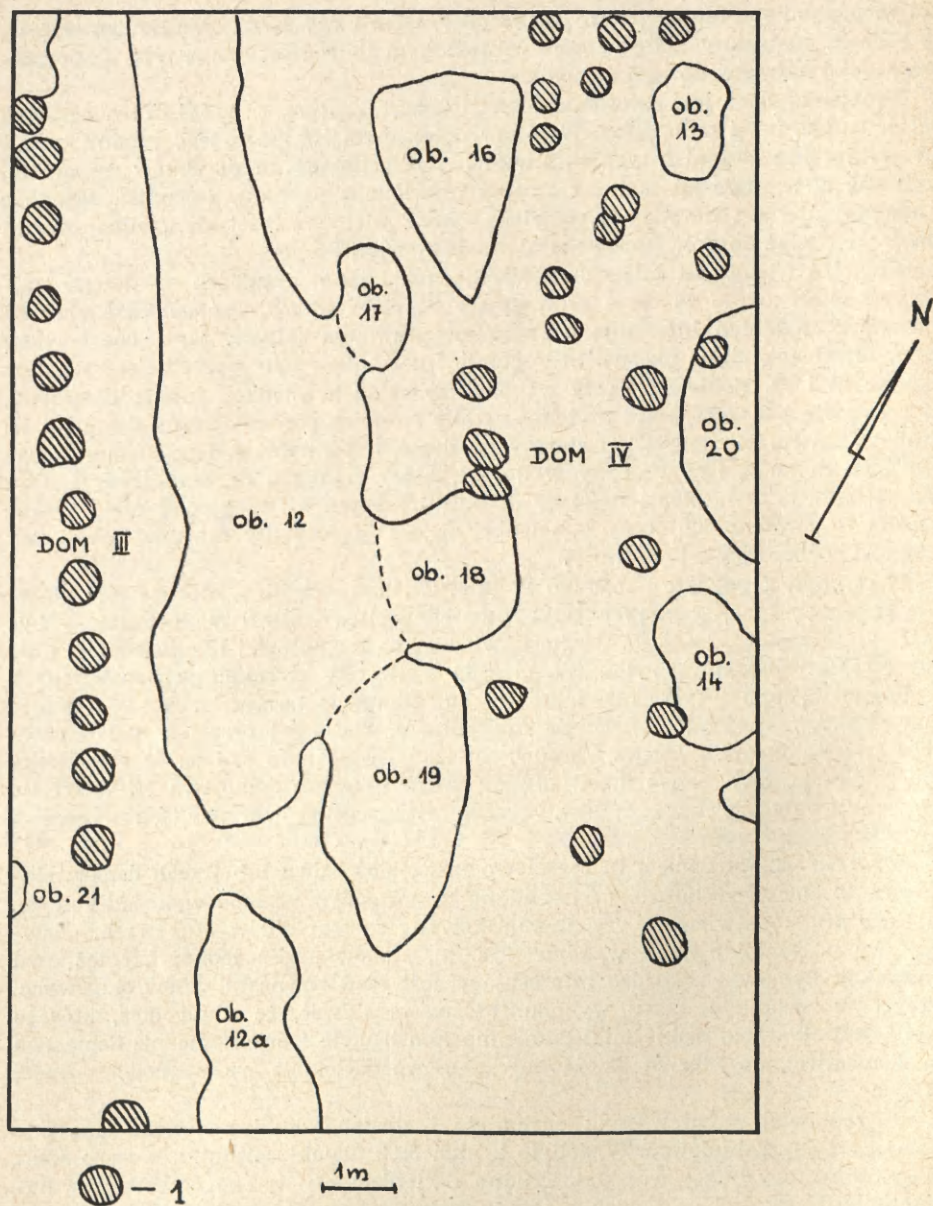 ob.
13
ob. 16
ob.
17
N
ob.
20
DOM IV
ob. 12
DOM III
ob. 18
ob.
14
ob. 19
ob. 21
ob.
12a
– 1
1m